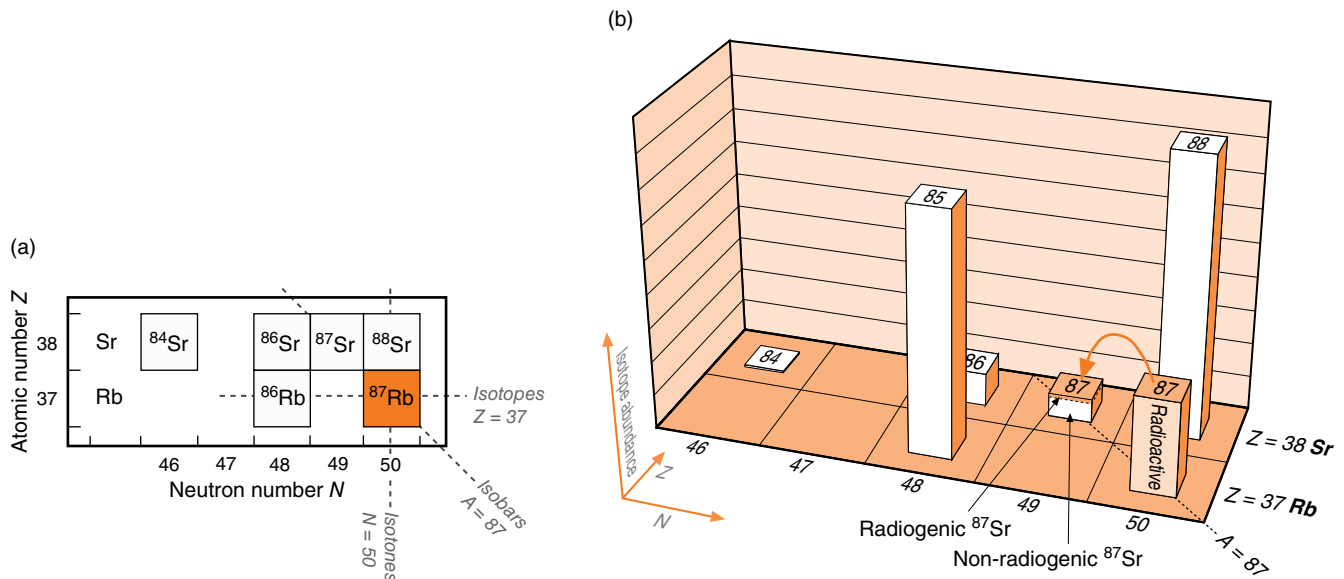 (a)
Atomic number Z
38
37
Sr
⁸⁴Sr
⁸⁶Sr
⁸⁷Sr
⁸⁸Sr
Rb
⁸⁶Rb
⁸⁷Rb
Isotopes
Z = 37
46
47
48
49
50
Neutron number N
Isotones
N = 50
Isobars
A = 87
(b)
88
85
84
86
87
87
Radioactive
Isotope abundance
Z
N
46
47
48
49
50
Z = 38 Sr
Z = 37 Rb
A = 87
Radiogenic ⁸⁷Sr
Non-radiogenic ⁸⁷Sr